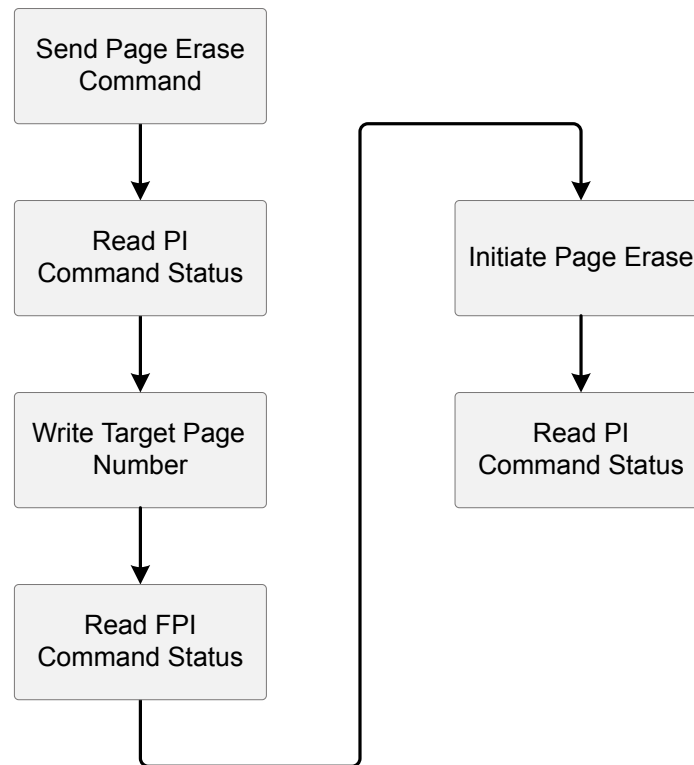 Send Page Erase
Command
Read PI
Command Status
Write Target Page
Number
Read FPI
Command Status
Initiate Page Erase
Read PI
Command Status